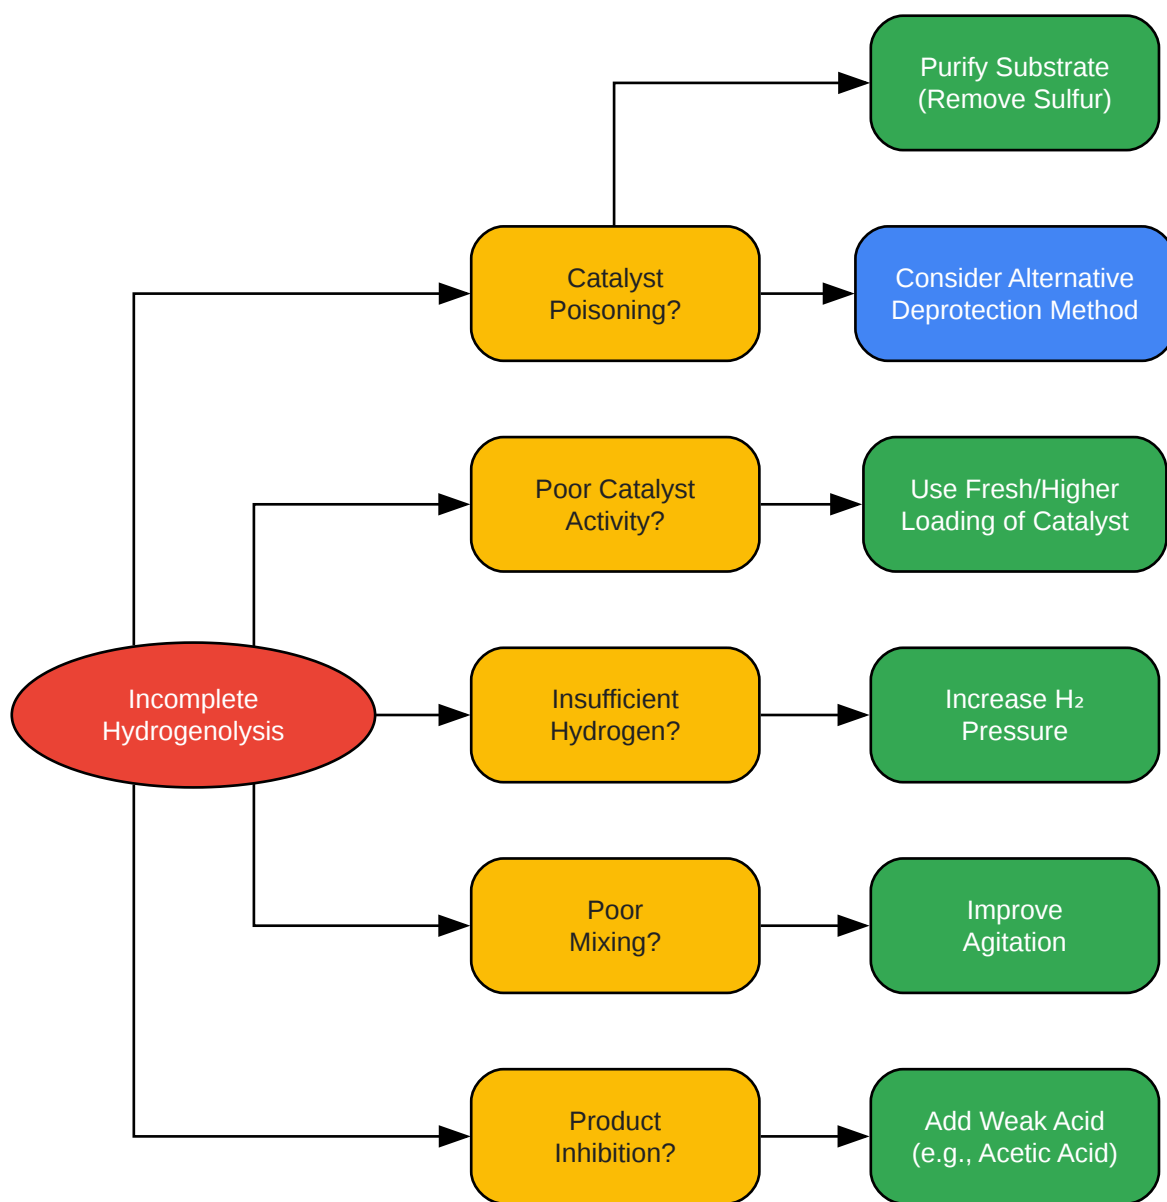 Purify Substrate
(Remove Sulfur)
Catalyst
Poisoning?
Consider Alternative
Deprotection Method
Poor Catalyst
Activity?
Use Fresh/Higher
Loading of Catalyst
Incomplete
Hydrogenolysis
Insufficient
Hydrogen?
Increase H₂
Pressure
Poor
Mixing?
Improve
Agitation
Product
Inhibition?
Add Weak Acid
(e.g., Acetic Acid)